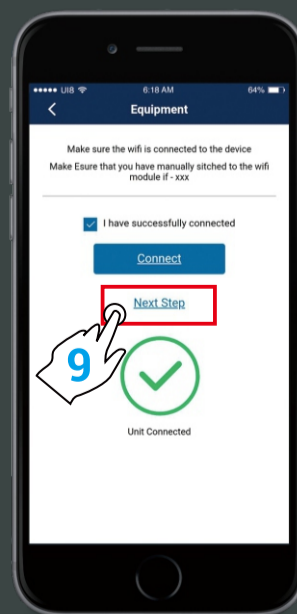 UI8 6:18 AM 64%
Equipment
Make sure the wifi is connected to the device
Make Esure that you have manually sitched to the wifi
module if - xxx
I have successfully connected
Connect
Next Step
9
Unit Connected